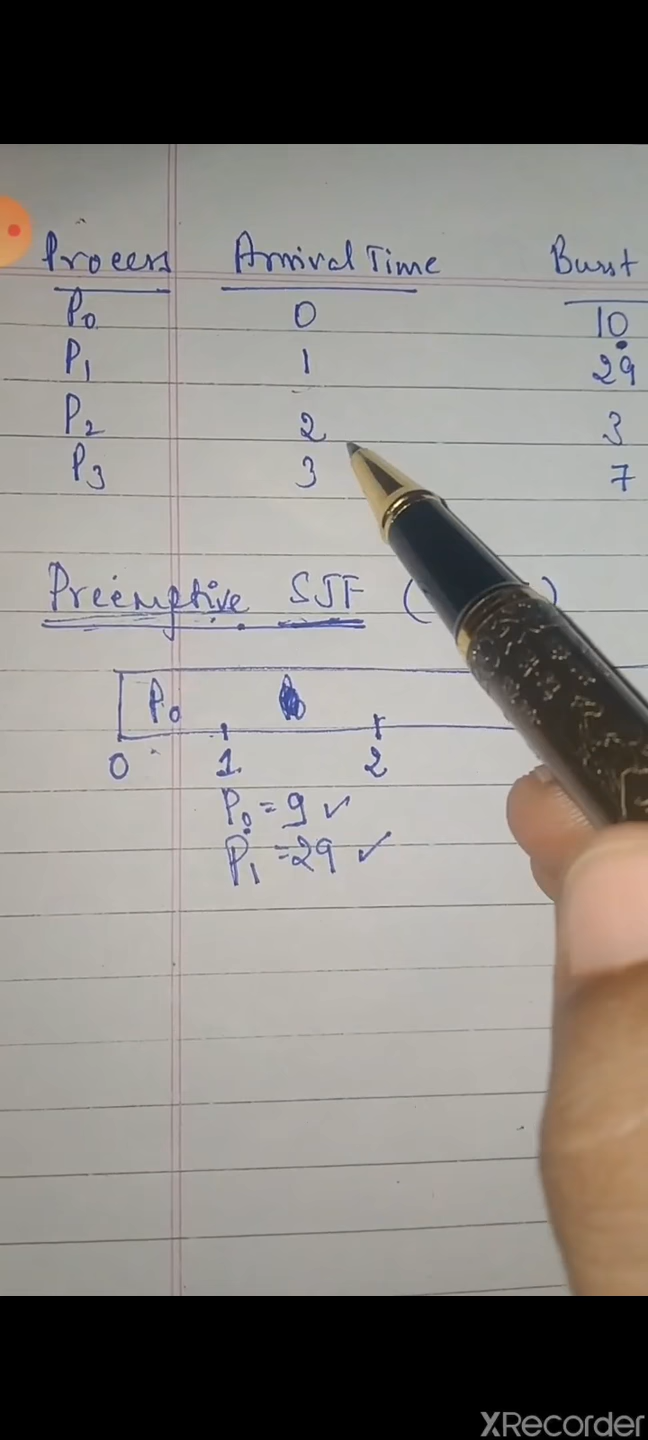 Process Arrival Time Burst
P0 0 10
P1 1 29
P2 2 3
P3 3 7
Preemptive SJF ( )
P0
0 1 2
P0 = 9 ✓
P1 = 29 ✓
XRecorder